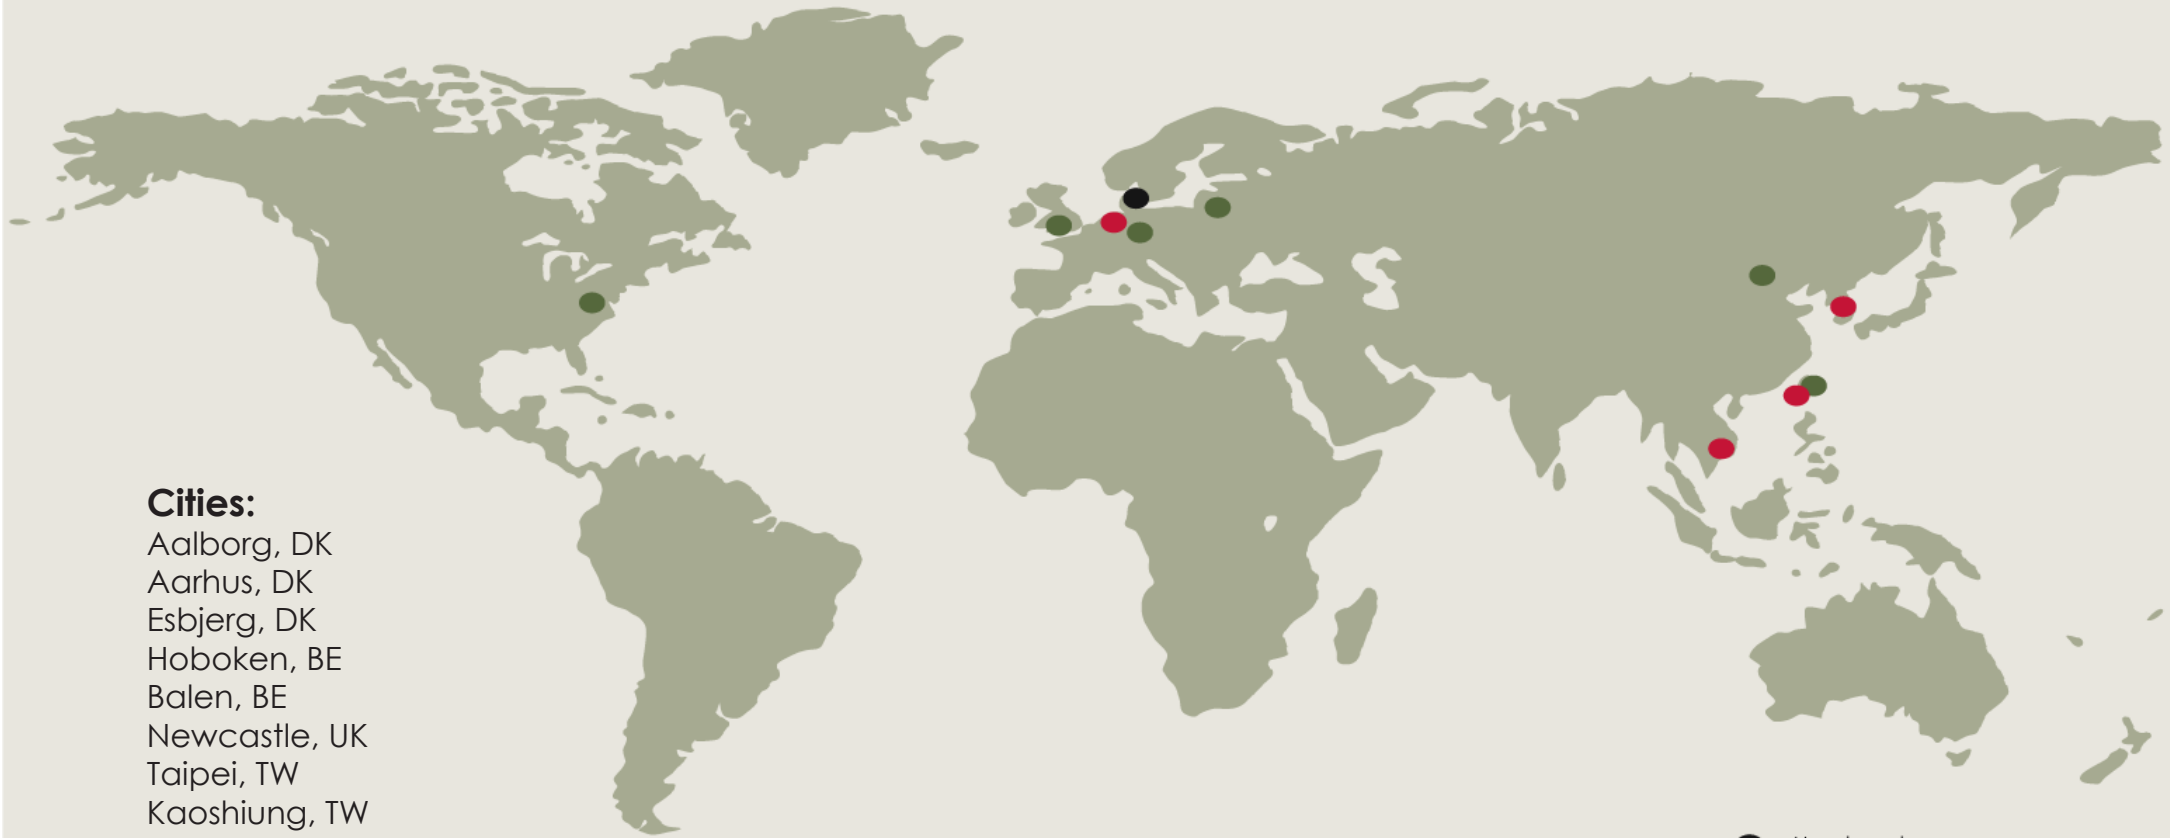 Cities:
Aalborg, DK
Aarhus, DK
Esbjerg, DK
Hoboken, BE
Balen, BE
Newcastle, UK
Taipei, TW
Kaoshiung, TW